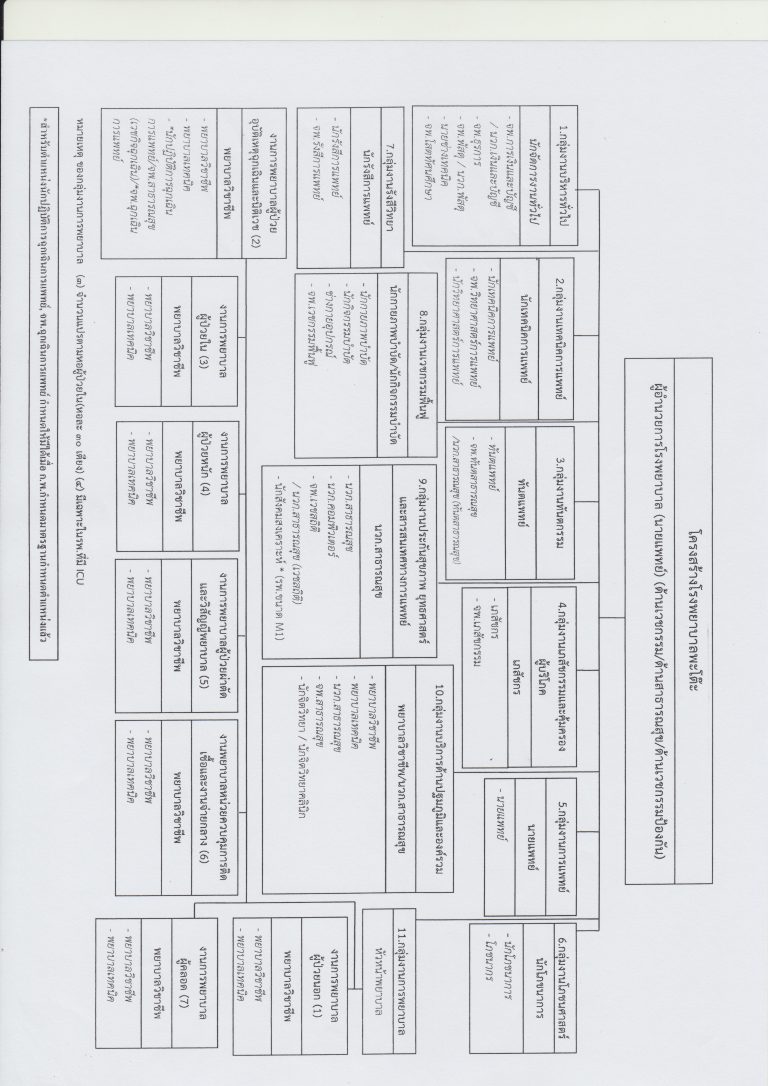 โครงสร้างโรงพยาบาลพะโต๊ะ
ผู้อำนวยการโรงพยาบาล (นายแพทย์) (ด้านเวชกรรม/ด้านสาธารณสุข/ด้านเวชกรรมป้องกัน)
1.กลุ่มงานบริหารทั่วไป
นักจัดการงานทั่วไป
- จพ.การเงินและบัญชี
/ นวก.เงินและบัญชี
- จพ.ธุรการ
- จพ.พัสดุ / นวก.พัสดุ
- นายช่างเทคนิค
- จพ.โสตทัศนศึกษา
2.กลุ่มงานเทคนิคการแพทย์
นักเทคนิคการแพทย์
- นักเทคนิคการแพทย์
- จพ.วิทยาศาสตร์การแพทย์
- นักวิทยาศาสตร์การแพทย์
3.กลุ่มงานทันตกรรม
ทันตแพทย์
- ทันตแพทย์
- จพ.ทันตสาธารณสุข
/นวก.สาธารณสุข (ทันตสาธารณสุข)
4.กลุ่มงานเภสัชกรรมและคุ้มครอง
ผู้บริโภค
เภสัชกร
- เภสัชกร
- จพ.เภสัชกรรม
5.กลุ่มงานการแพทย์
นายแพทย์
- นายแพทย์
6.กลุ่มงานโภชนศาสตร์
นักโภชนาการ
- นักโภชนาการ
- โภชนากร
7.กลุ่มงานรังสีวิทยา
นักรังสีการแพทย์
- นักรังสีการแพทย์
- จพ.รังสีการแพทย์
8.กลุ่มงานเวชกรรมฟื้นฟู
นักกายภาพบำบัด/นักกิจกรรมบำบัด
- นักกายภาพบำบัด
- นักกิจกรรมบำบัด
- ช่างกายอุปกรณ์
- จพ.เวชกรรมฟื้นฟู
9.กลุ่มงานประกันสุขภาพ ยุทธศาสตร์
และสารสนเทศทางการแพทย์
นวก.สาธารณสุข
- นวก.สาธารณสุข
- นวก.คอมพิวเตอร์
- จพ.เวชสถิติ
/ นวก.สาธารณสุข (เวชสถิติ)
- นักสังคมสงเคราะห์ * (รพ.ขนาด M1)
10.กลุ่มงานบริการด้านปฐมภูมิและองค์รวม
พยาบาลวิชาชีพ/นวก.สาธารณสุข
- พยาบาลวิชาชีพ
- พยาบาลเทคนิค
- นวก.สาธารณสุข
- จพ.สาธารณสุข
- นักจิตวิทยา / นักจิตวิทยาคลินิก
11.กลุ่มงานการพยาบาล
หัวหน้าพยาบาล
งานการพยาบาล
ผู้ป่วยนอก (1)
พยาบาลวิชาชีพ
- พยาบาลวิชาชีพ
- พยาบาลเทคนิค
งานการพยาบาลผู้ป่วย
อุบัติเหตุฉุกเฉินและนิติเวช (2)
พยาบาลวิชาชีพ
- พยาบาลวิชาชีพ
- พยาบาลเทคนิค
- *นักปฏิบัติการฉุกเฉิน
การแพทย์/จพ.สาธารณสุข
(เวชกิจฉุกเฉิน)/*จพ.ฉุกเฉิน
การแพทย์
งานการพยาบาล
ผู้ป่วยใน (3)
พยาบาลวิชาชีพ
- พยาบาลวิชาชีพ
- พยาบาลเทคนิค
งานการพยาบาล
ผู้ป่วยหนัก (4)
พยาบาลวิชาชีพ
- พยาบาลวิชาชีพ
- พยาบาลเทคนิค
งานการพยาบาลผู้ป่วยผ่าตัด
และวิสัญญีพยาบาล (5)
พยาบาลวิชาชีพ
- พยาบาลวิชาชีพ
- พยาบาลเทคนิค
งานพยาบาลหน่วยควบคุมการติด
เชื้อและงานจ่ายกลาง (6)
พยาบาลวิชาชีพ
- พยาบาลวิชาชีพ
- พยาบาลเทคนิค
งานการพยาบาล
ผู้คลอด (7)
พยาบาลวิชาชีพ
- พยาบาลวิชาชีพ
- พยาบาลเทคนิค
หมายเหตุ ของกลุ่มงานการพยาบาล (๓) จำนวนแปรตามหอผู้ป่วยใน(หอละ ๓๐ เตียง) (๔) มีเฉพาะในรพ.ที่มี ICU
*สำหรับตำแหน่งนักปฏิบัติการฉุกเฉินการแพทย์, จพ.ฉุกเฉินการแพทย์ กำหนดให้มีได้เมื่อ ก.พ.กำหนดมาตรฐานกำหนดตำแหน่งแล้ว